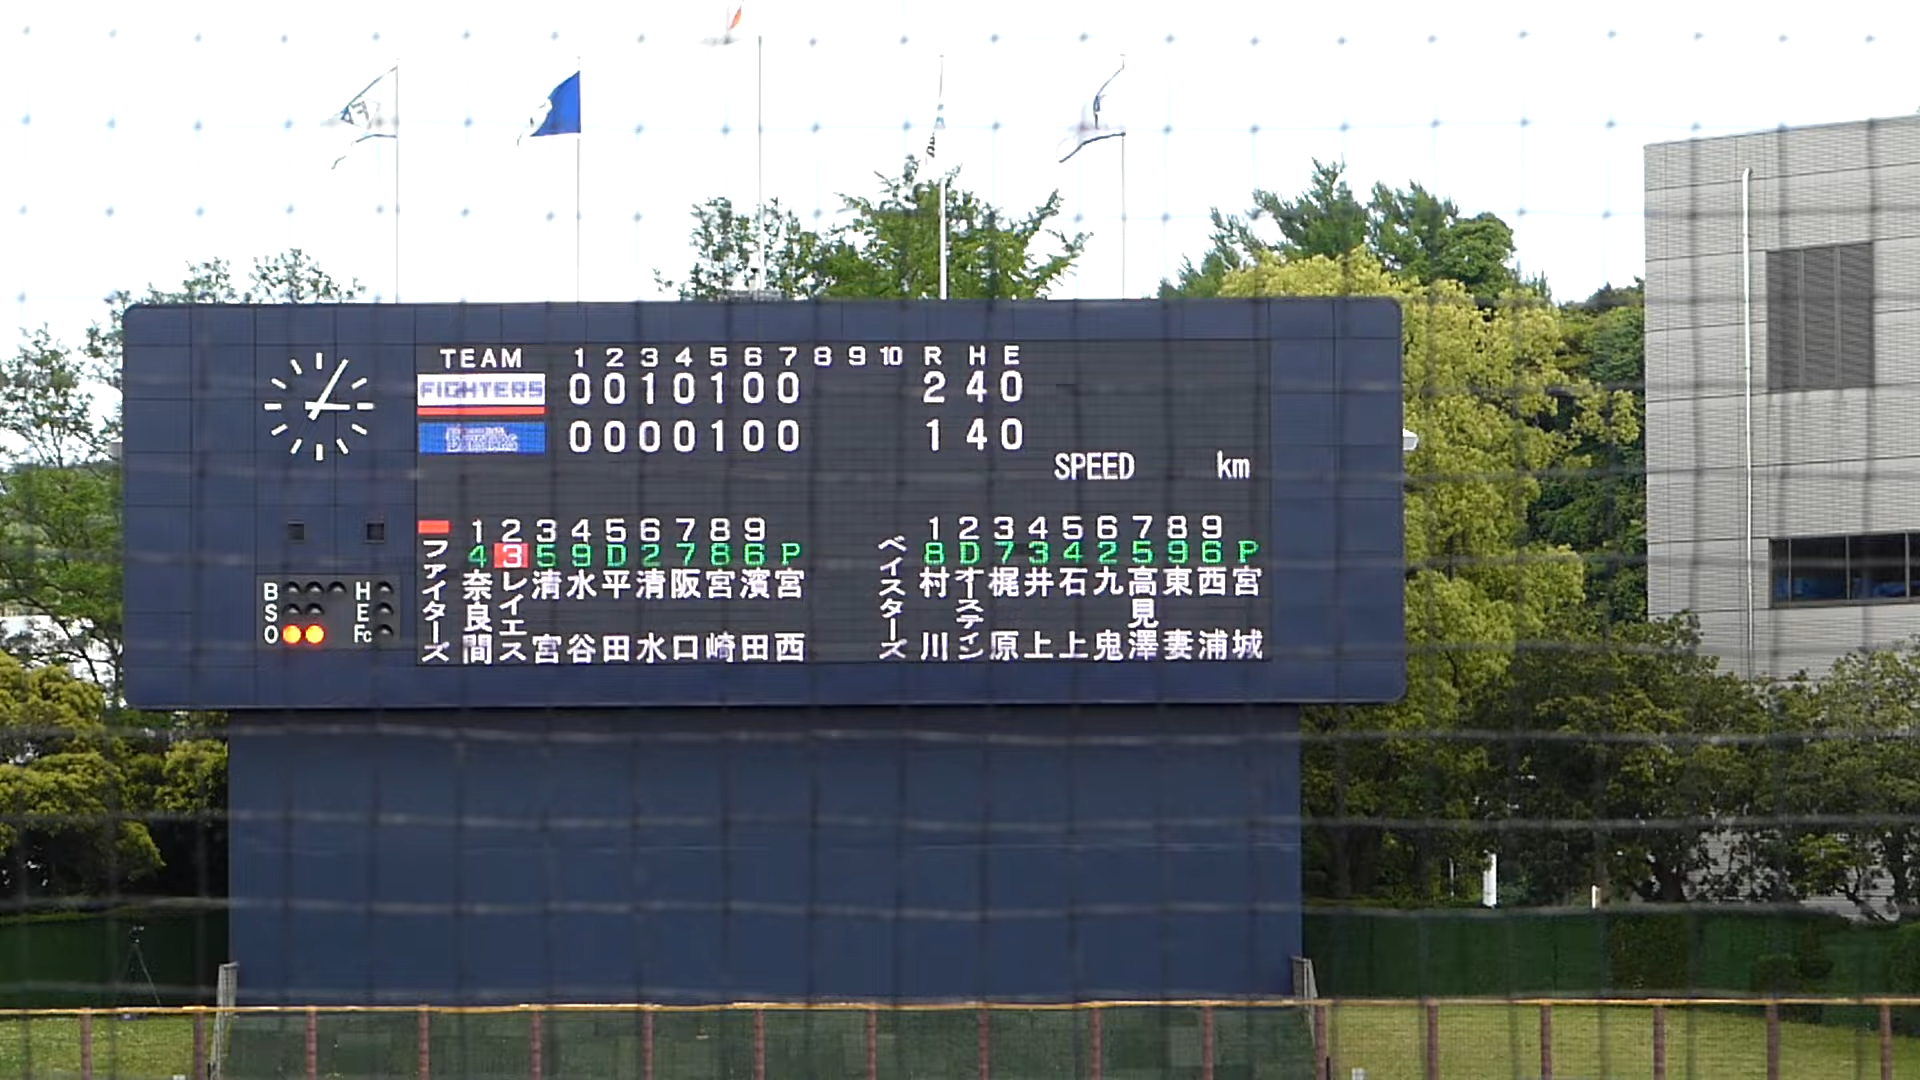 TEAM 1 2 3 4 5 6 7 8 9 10 R H E
FIGHTERS 0 0 1 0 1 0 0 2 4 0
0 0 0 0 1 0 0 1 4 0
SPEED km
1 2 3 4 5 6 7 8 9
4 3 5 9 D 2 7 8 6 P
ファイターズ
奈良間
レイエス
清宮
水谷
平田
清水
阪口
宮崎
濱田
宮西
1 2 3 4 5 6 7 8 9
8 D 7 3 4 2 5 9 6 P
ベイスターズ
村川
オースティン
梶原
井上
石上
九鬼
高見澤
東妻
西浦
宮城
B H
S E
O Fc